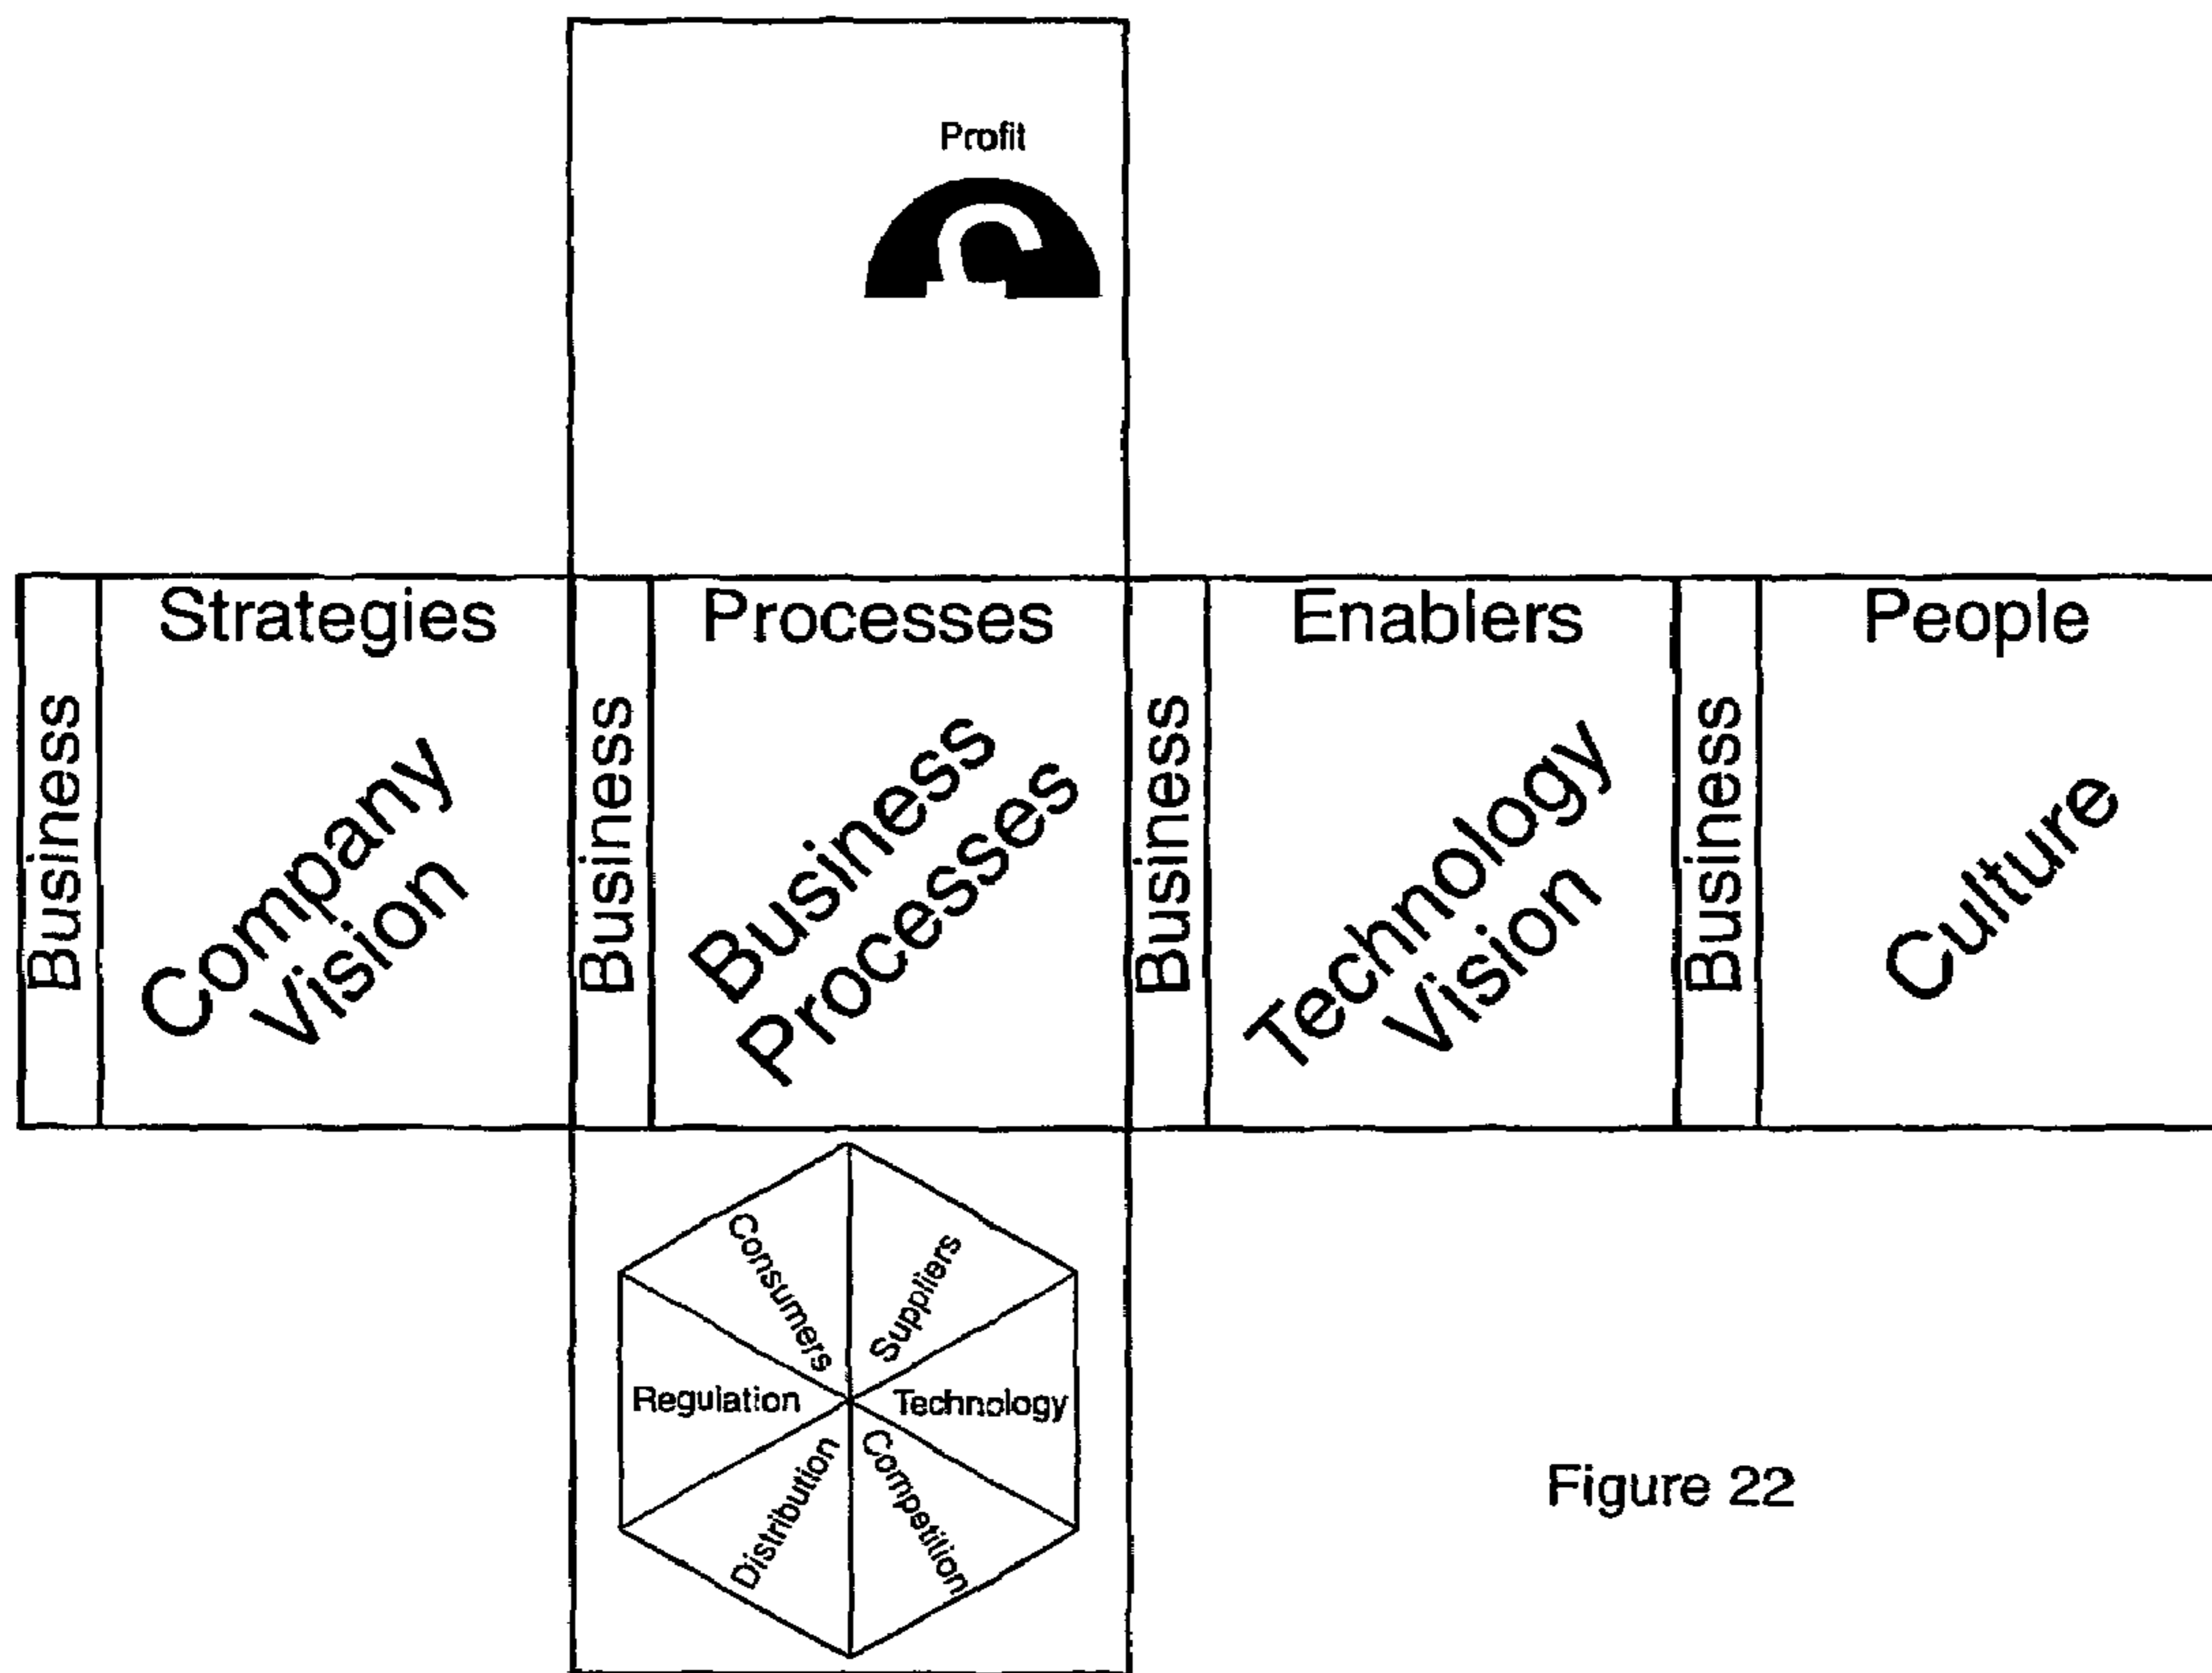 Profit
Strategies
Processes
Enablers
People
Business
Company
Vision
Business
Business
Processes
Business
Technology
Vision
Business
Culture
Consumers
Suppliers
Regulation
Technology
Distribution
Competition
Figure 22